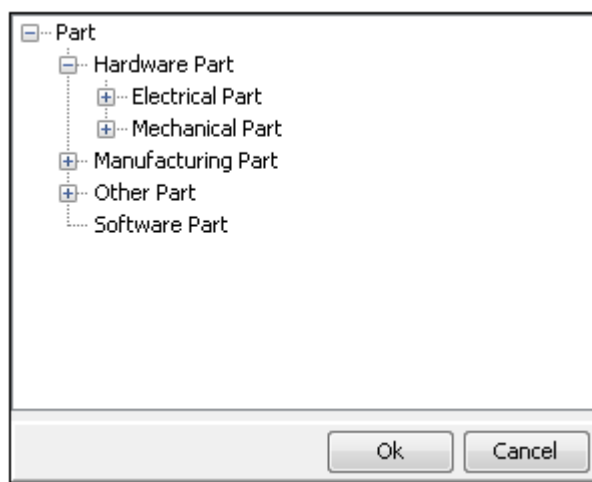 Part
Hardware Part
Electrical Part
Mechanical Part
Manufacturing Part
Other Part
Software Part
Ok Cancel